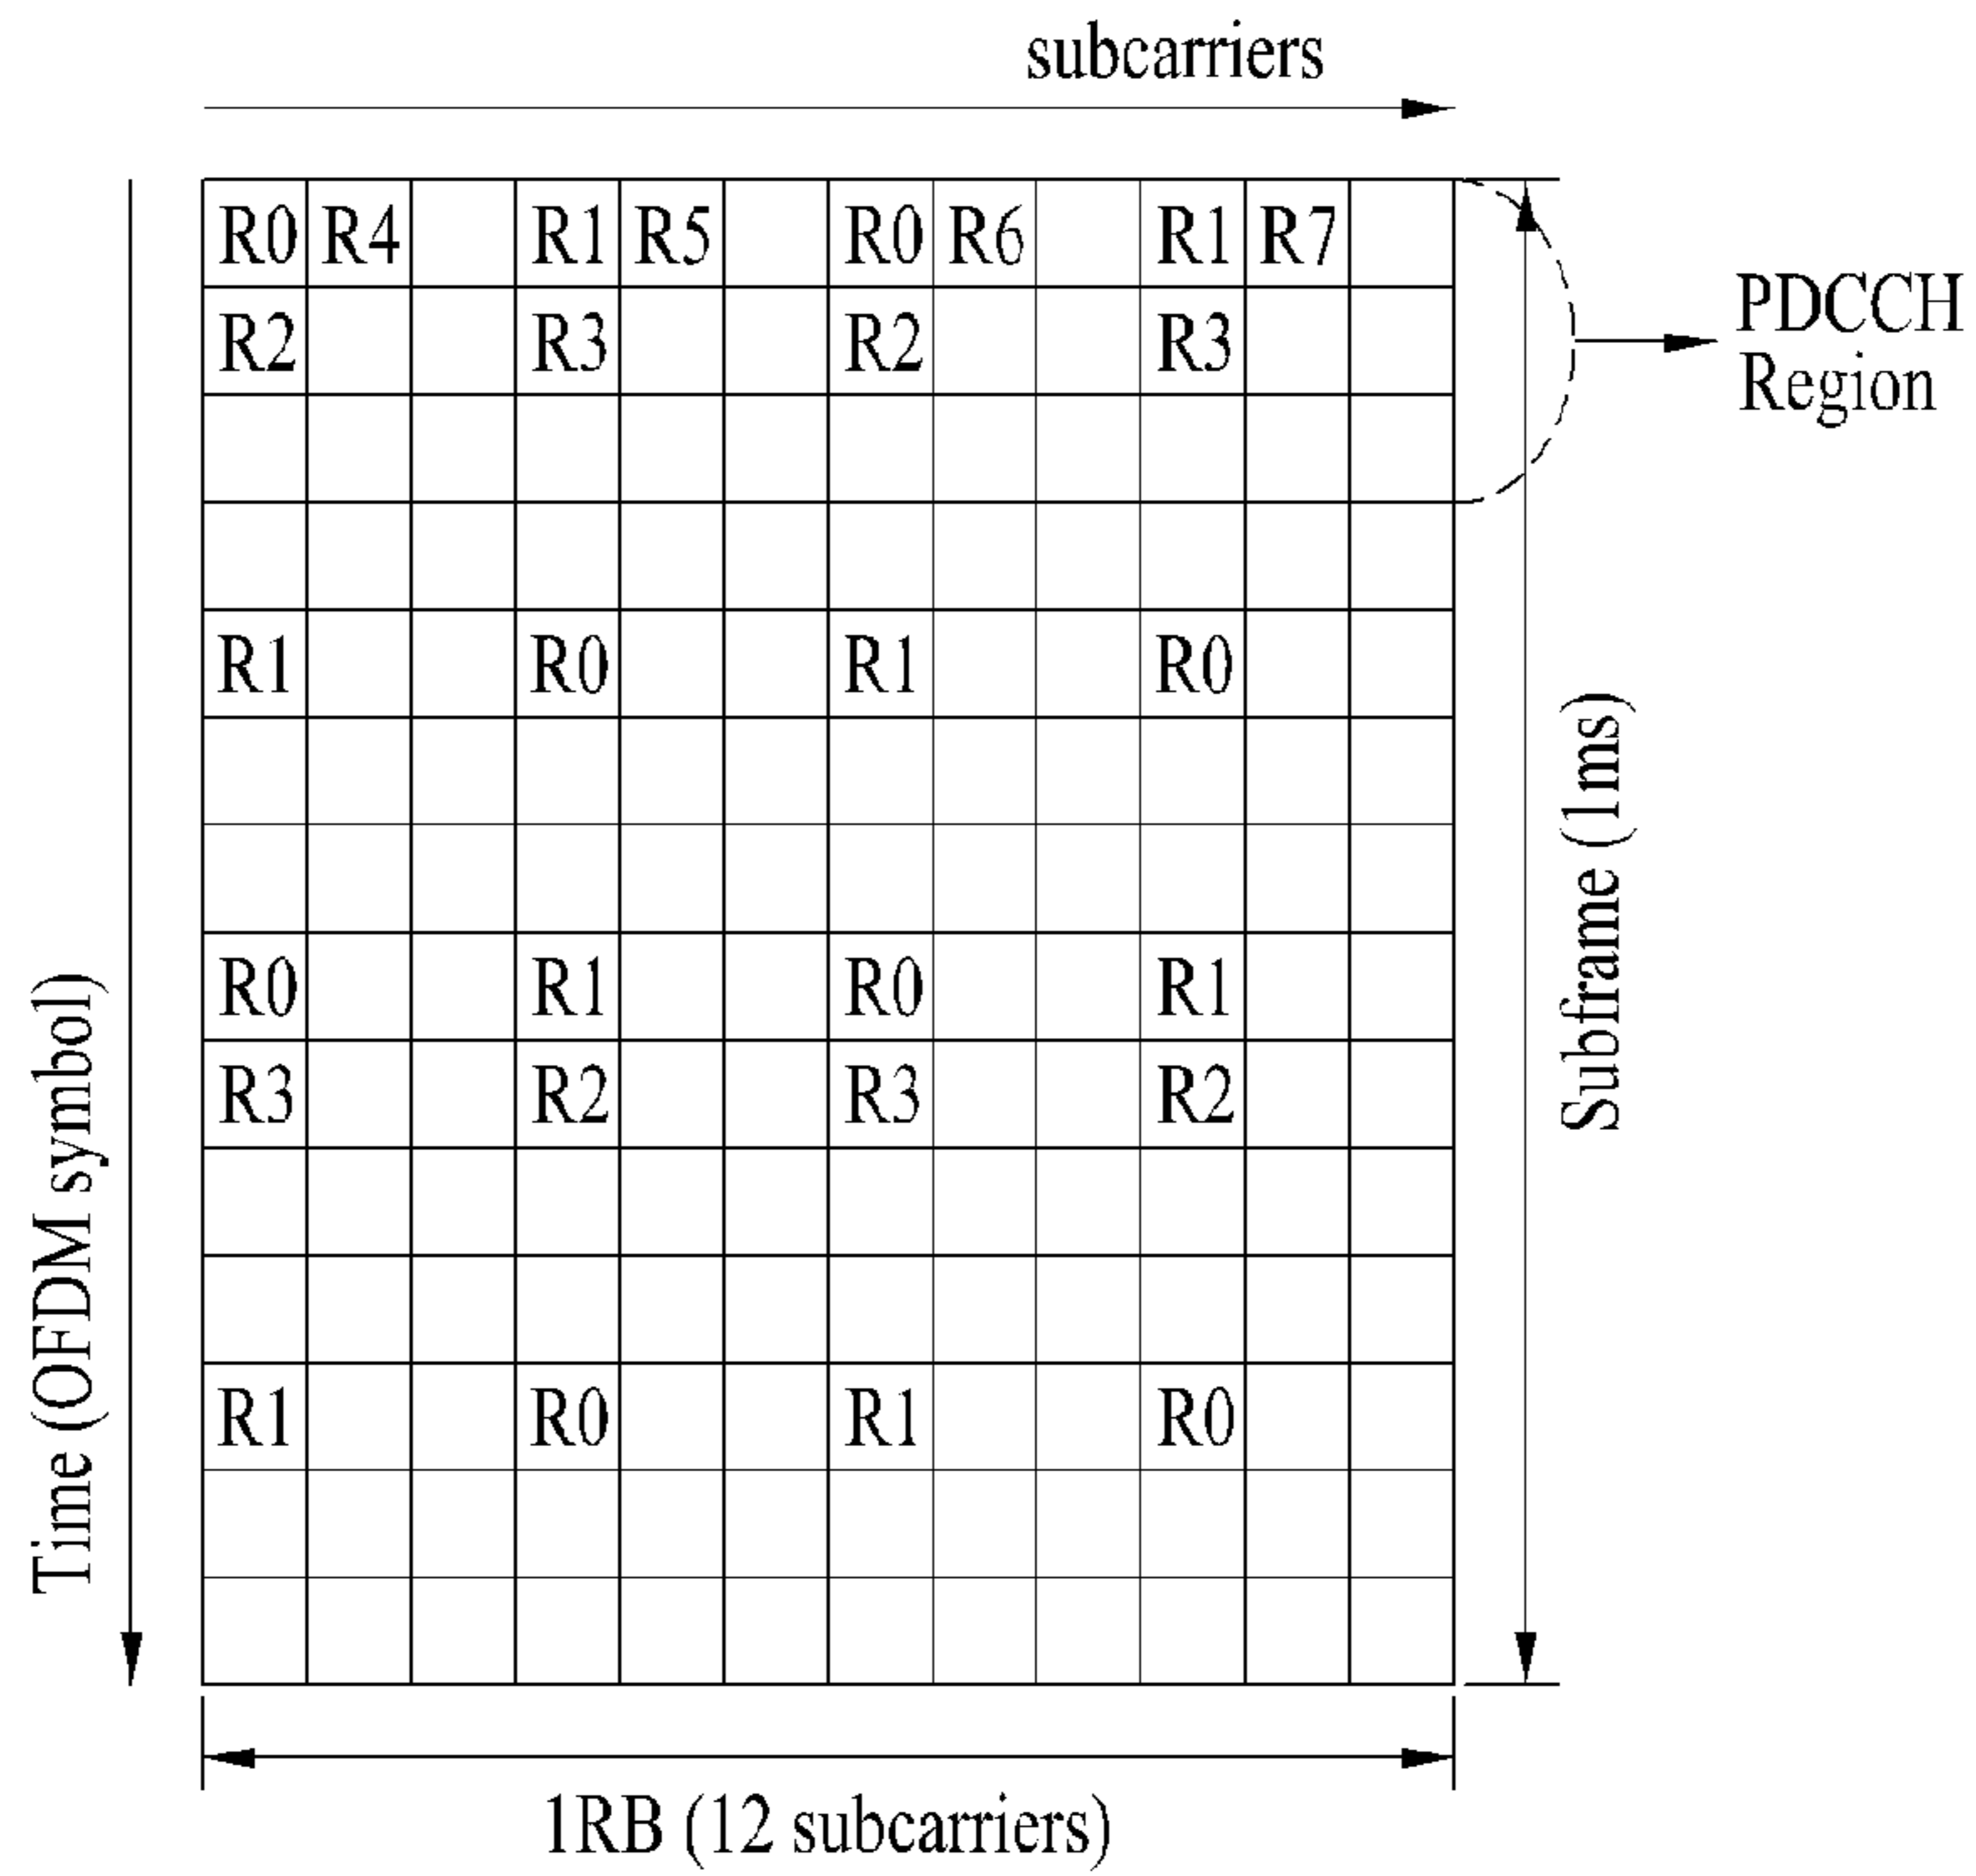 subcarriers
R0 R4 R1 R5 R0 R6 R1 R7
R2 R3 R2 R3
PDCCH
Region
R1 R0 R1 R0
R0 R1 R0 R1
R3 R2 R3 R2
R1 R0 R1 R0
Time (OFDM symbol)
Subframe (1ms)
1RB (12 subcarriers)